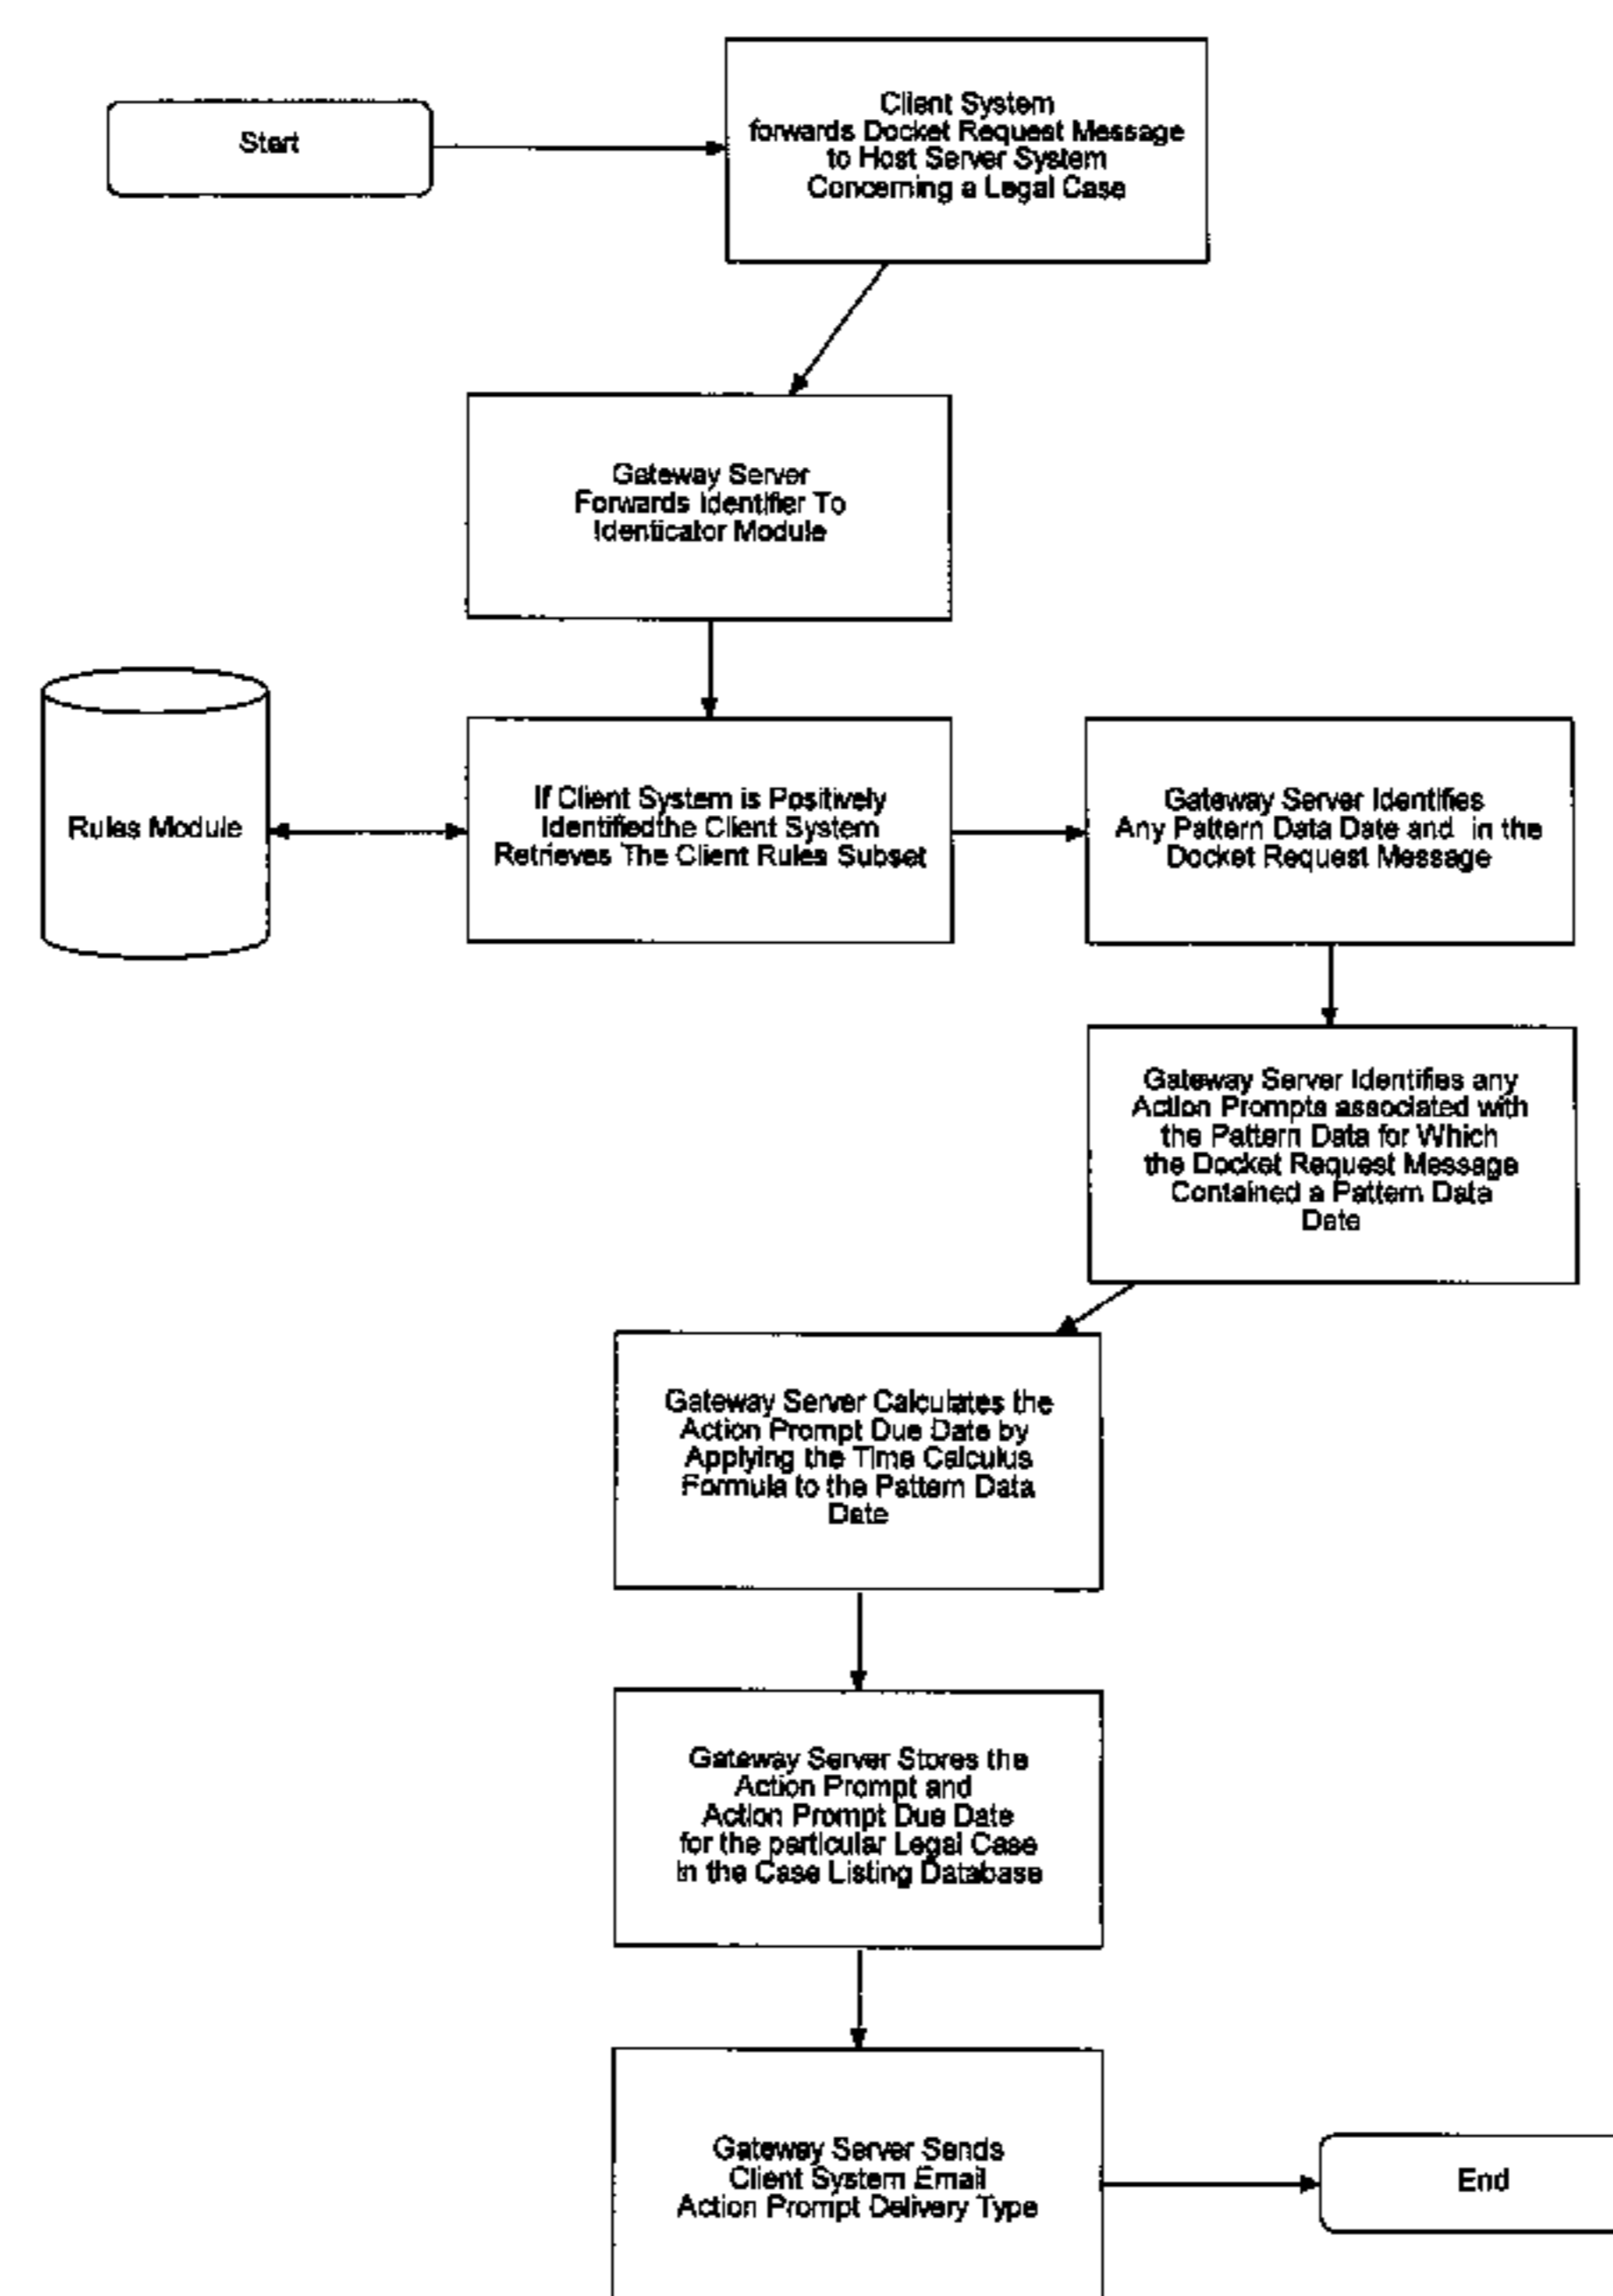 Start
Client System
forwards Docket Request Message
to Host Server System
Concerning a Legal Case
Gateway Server
Forwards Identifier To
Identicator Module
Rules Module
If Client System is Positively
Identifiedthe Client System
Retrieves The Client Rules Subset
Gateway Server Identifies
Any Pattern Data Date and in the
Docket Request Message
Gateway Server Identifies any
Action Prompts associated with
the Pattern Data for Which
the Docket Request Message
Contained a Pattern Data
Date
Gateway Server Calculates the
Action Prompt Due Date by
Applying the Time Calculus
Formula to the Pattern Data
Date
Gateway Server Stores the
Action Prompt and
Action Prompt Due Date
for the particular Legal Case
in the Case Listing Database
Gateway Server Sends
Client System Email
Action Prompt Delivery Type
End